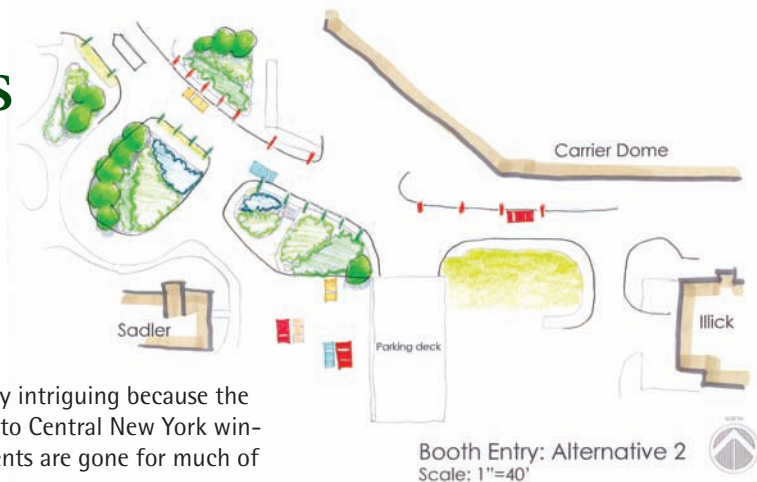 s
Carrier Dome
Sadler
Parking deck
Illick
y intriguing because the
to Central New York win-
ents are gone for much of
Booth Entry: Alternative 2
Scale: 1"=40'
NORTH